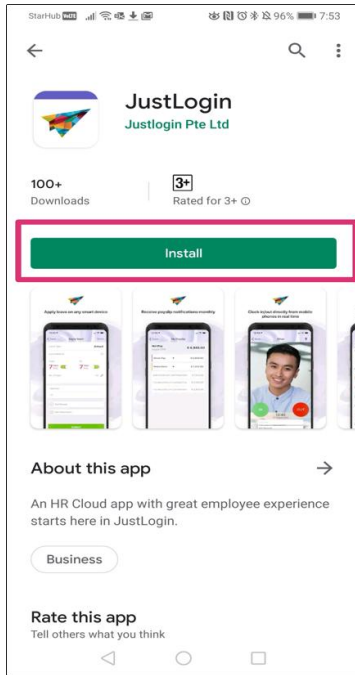 StarHub 96% 7:53
JustLogin
Justlogin Pte Ltd
100+
Downloads
3+
Rated for 3+
Install
Apply leave on any smart device
Receive payslip notifications monthly
Clock in/out directly from mobile
phones in real time
About this app
An HR Cloud app with great employee experience
starts here in JustLogin.
Business
Rate this app
Tell others what you think